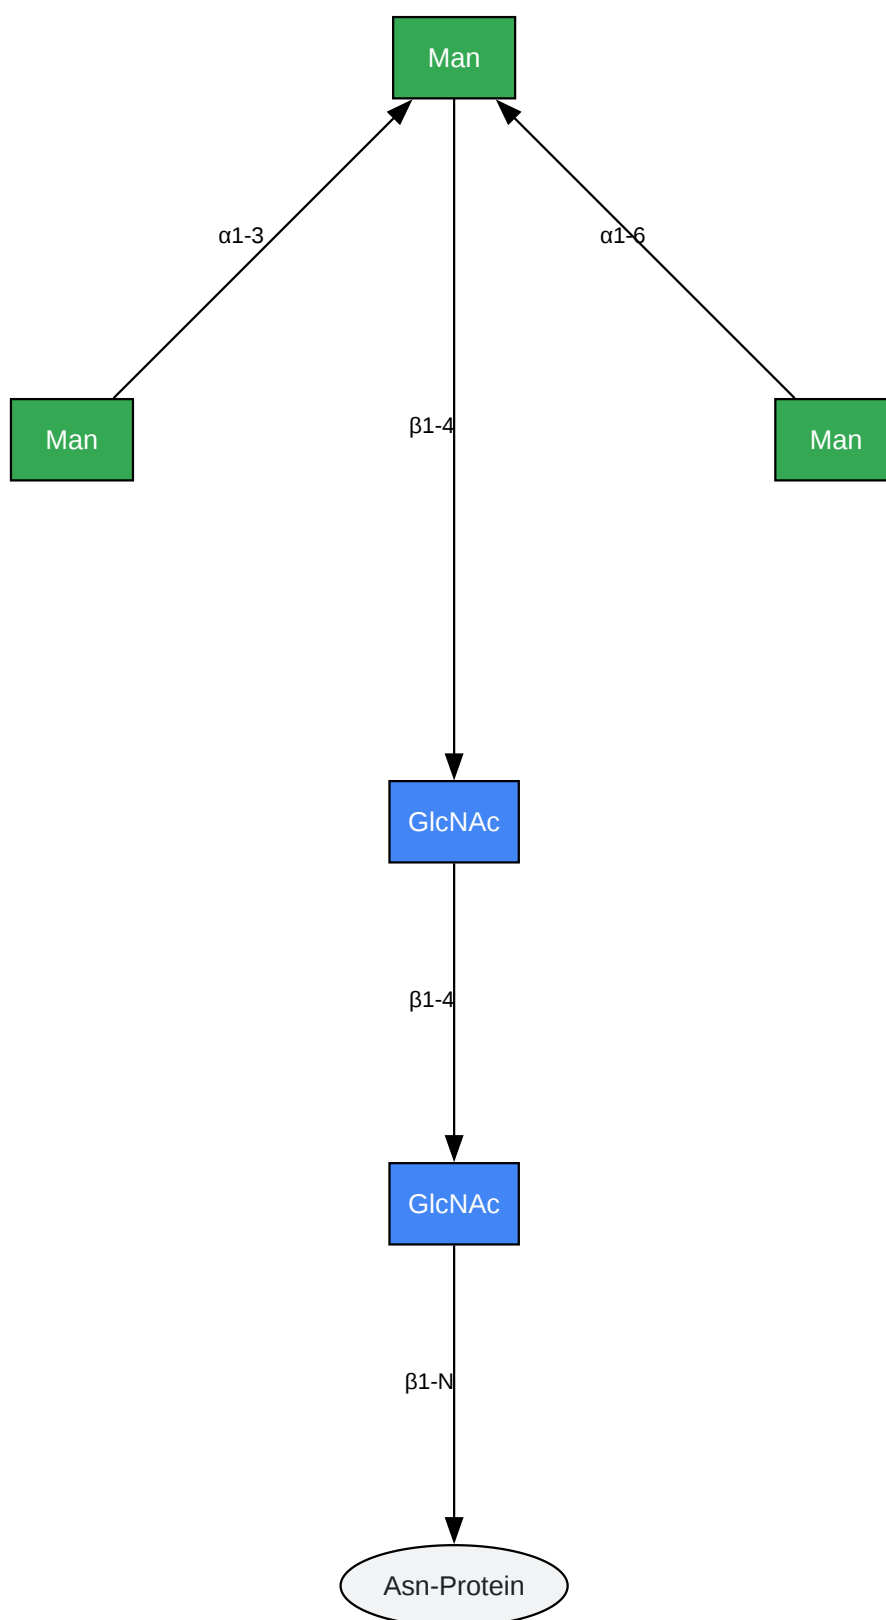 Man
α1-3
α1-6
β1-4
Man
Man
GlcNAc
β1-4
GlcNAc
β1-N
Asn-Protein